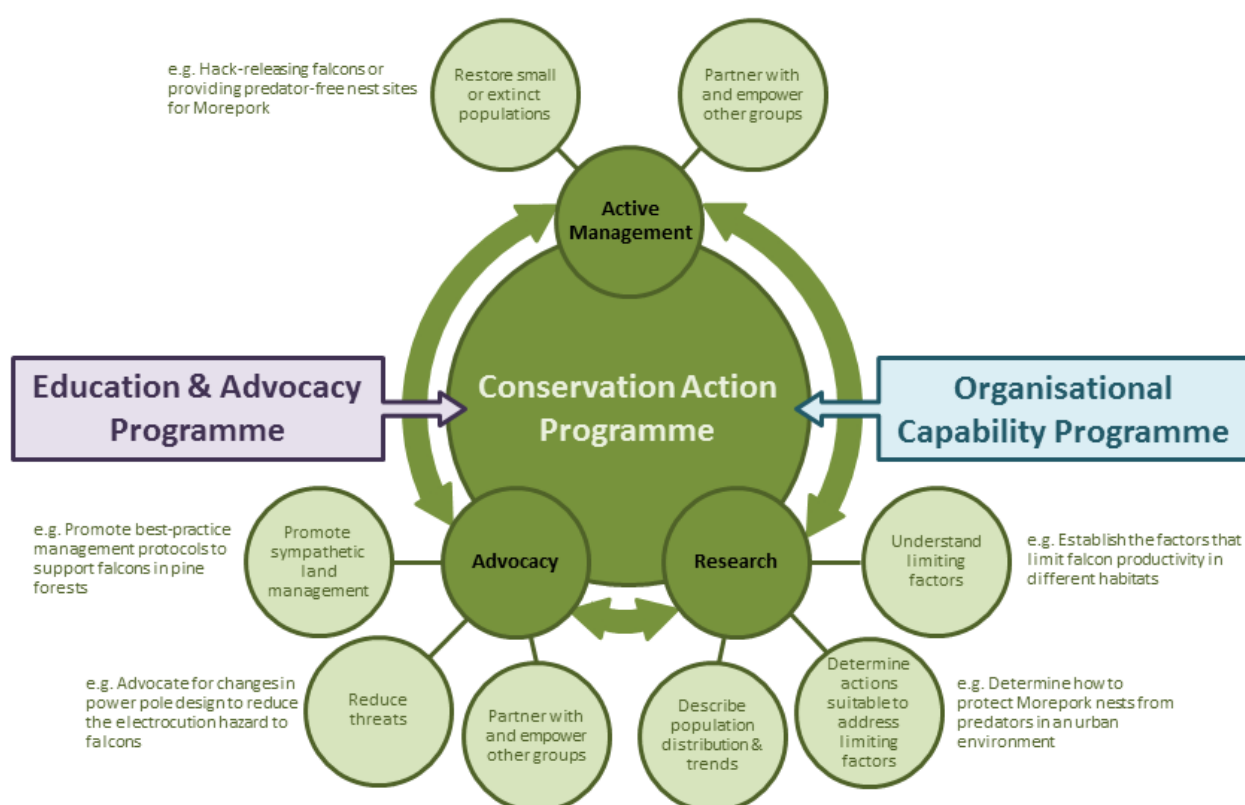 e.g. Hack-releasing falcons or
providing predator-free nest sites
for Morepork
Restore small
or extinct
populations
Partner with
and empower
other groups
Active
Management
Education & Advocacy
Programme
Conservation Action
Programme
Organisational
Capability Programme
e.g. Promote best-practice
management protocols to
support falcons in pine
forests
Promote
sympathetic
land
management
Advocacy
Research
Understand
limiting
factors
e.g. Establish the factors that
limit falcon productivity in
different habitats
e.g. Advocate for changes in
power pole design to reduce
the electrocution hazard to
falcons
Reduce
threats
Partner with
and empower
other groups
Describe
population
distribution &
trends
Determine
actions
suitable to
address
limiting
factors
e.g. Determine how to
protect Morepork nests from
predators in an urban
environment